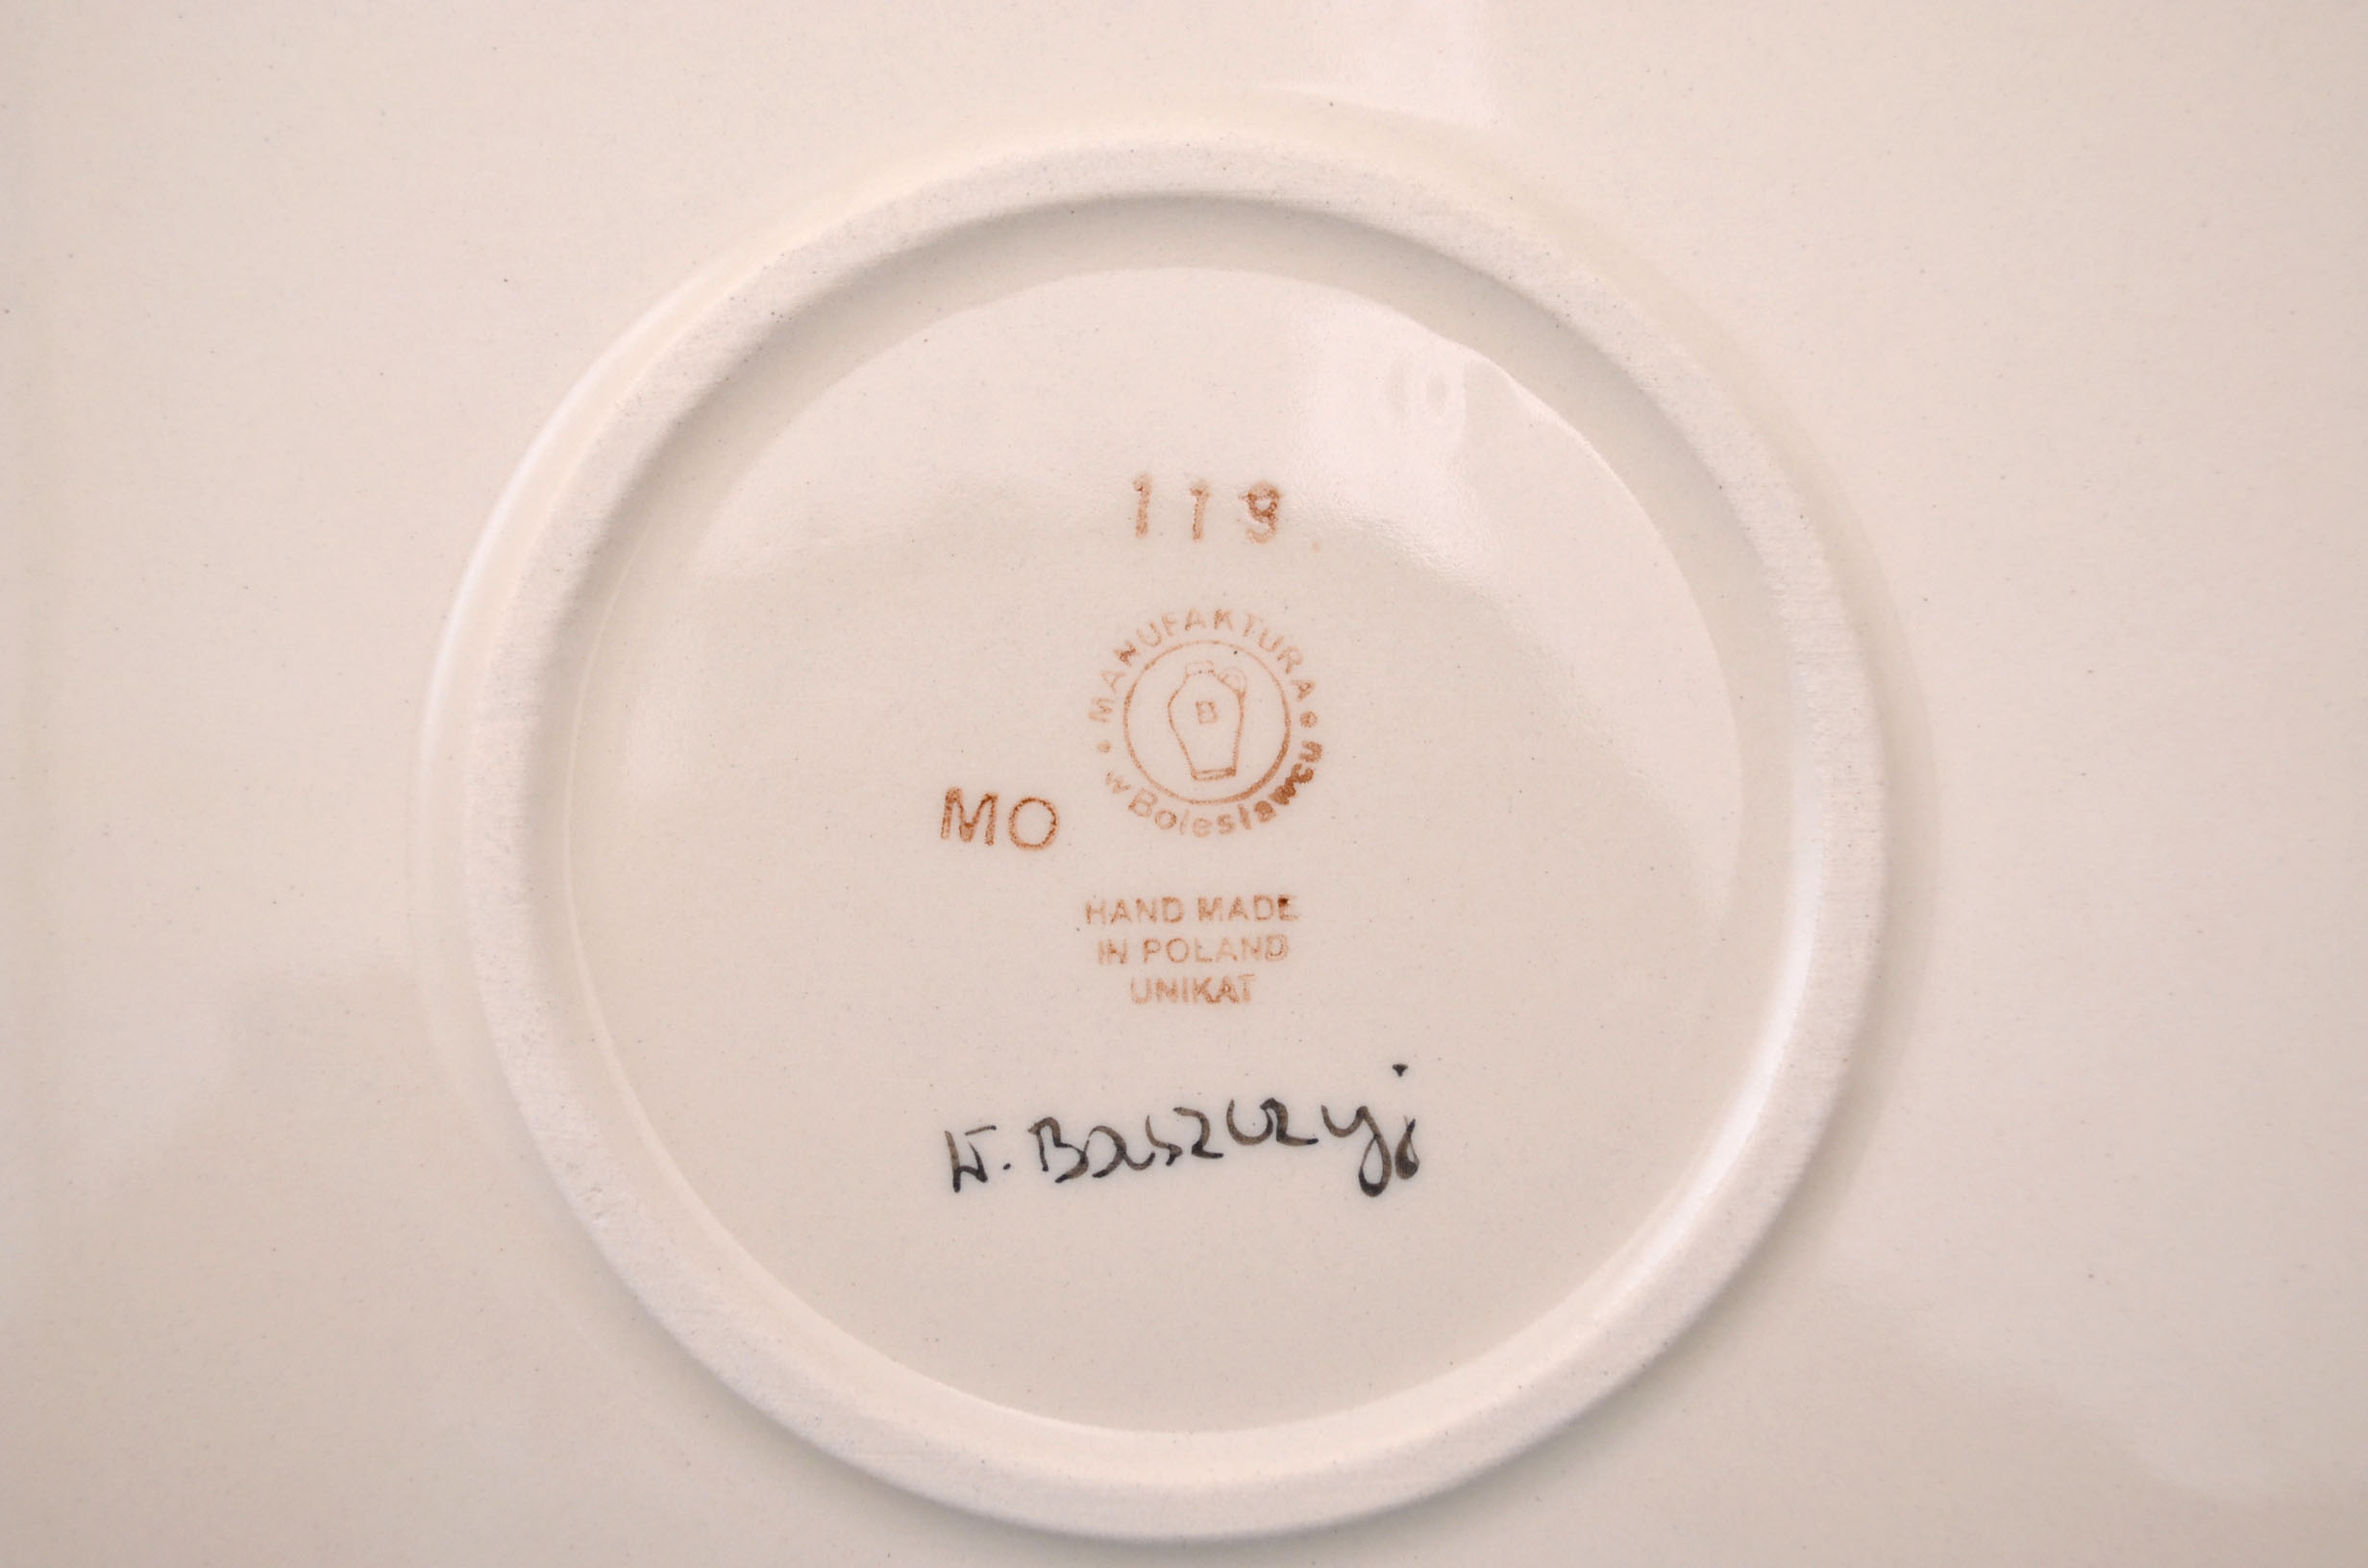 119
MANUFAKTURA
B
w Bolesławcu
MO
HAND MADE
IN POLAND
UNIKAT